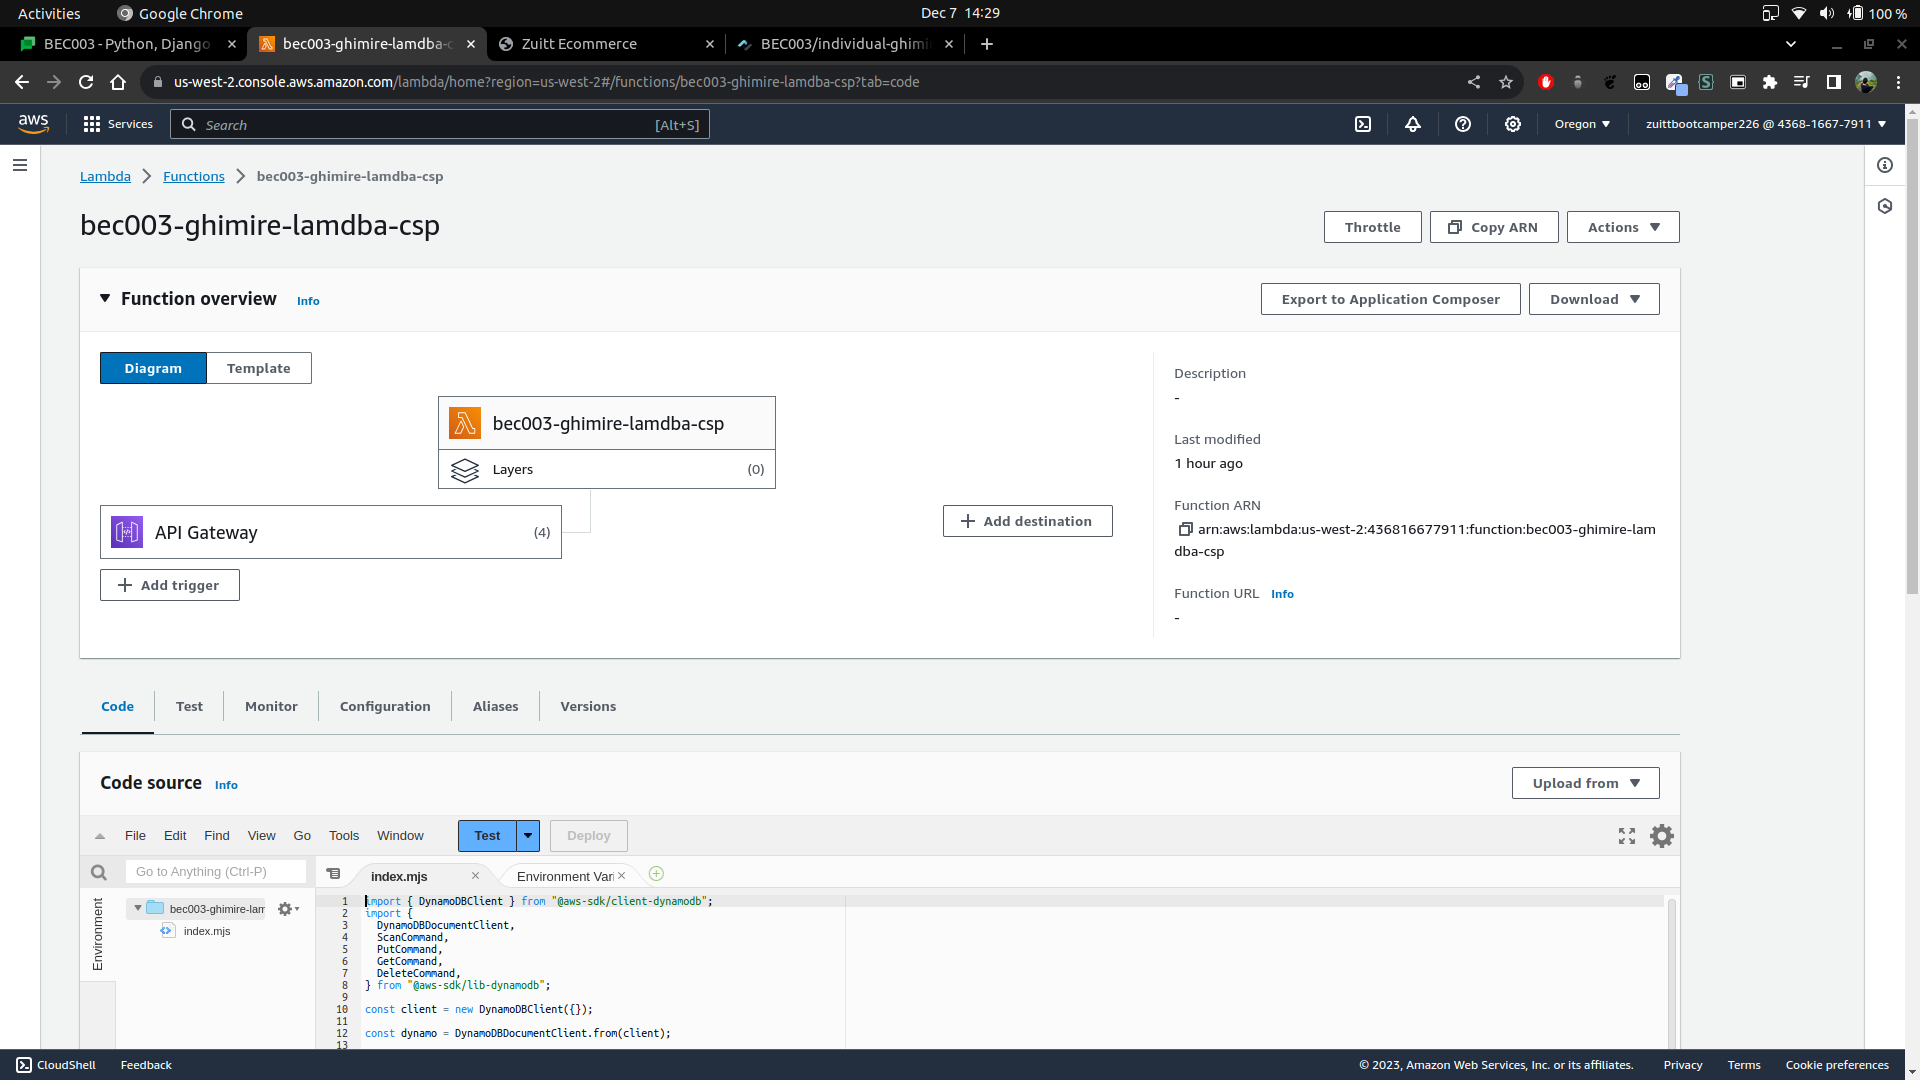 Activities
Google Chrome
Dec 7 14:29
100 %
BEC003 - Python, Django
bec003-ghimire-lamdba-c
Zuitt Ecommerce
BEC003/individual-ghimi
us-west-2.console.aws.amazon.com/lambda/home?region=us-west-2#/functions/bec003-ghimire-lamdba-csp?tab=code
aws
Services
Search
[Alt+S]
Oregon
zuittbootcamper226 @ 4368-1667-7911
Lambda
Functions
bec003-ghimire-lamdba-csp
bec003-ghimire-lamdba-csp
Throttle
Copy ARN
Actions
Function overview
Info
Export to Application Composer
Download
Diagram
Template
bec003-ghimire-lamdba-csp
Layers
(0)
API Gateway
(4)
Add destination
Add trigger
Description
-
Last modified
1 hour ago
Function ARN
arn:aws:lambda:us-west-2:436816677911:function:bec003-ghimire-lam
dba-csp
Function URL
Info
-
Code
Test
Monitor
Configuration
Aliases
Versions
Code source
Info
Upload from
File
Edit
Find
View
Go
Tools
Window
Test
Deploy
Go to Anything (Ctrl-P)
index.mjs
Environment Vari
Environment
bec003-ghimire-lam
index.mjs
1 import { DynamoDBClient } from "@aws-sdk/client-dynamodb";
2 import {
3 DynamoDBDocumentClient,
4 ScanCommand,
5 PutCommand,
6 GetCommand,
7 DeleteCommand,
8 } from "@aws-sdk/lib-dynamodb";
9
10 const client = new DynamoDBClient({});
11
12 const dynamo = DynamoDBDocumentClient.from(client);
13
CloudShell
Feedback
© 2023, Amazon Web Services, Inc. or its affiliates.
Privacy
Terms
Cookie preferences